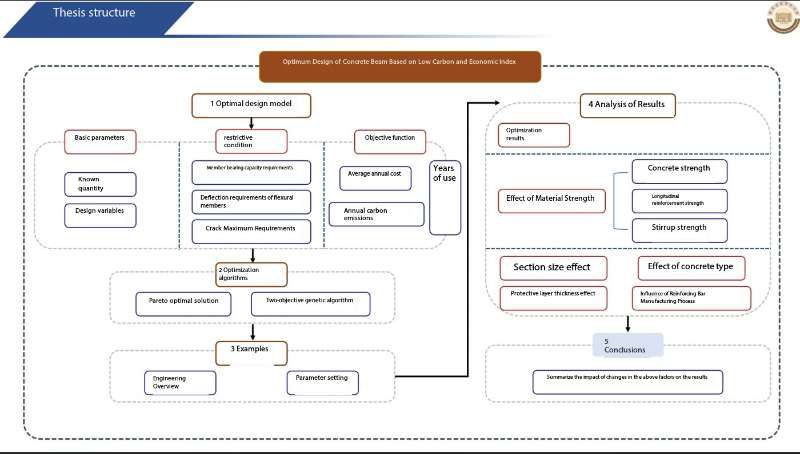 Thesis structure
Optimum Design of Concrete Beam Based on Low Carbon and Economic Index
1 Optimal design model
Basic parameters
Known
quantity
Design variables
restrictive
condition
Member bearing capacity requirements
Deflection requirements of flexural
members
Crack Maximum Requirements
Objective function
Average annual cost
Annual carbon
emissions
Years
of use
2 Optimization
algorithms
Pareto optimal solution
Two-objective genetic algorithm
3 Examples
Engineering
Overview
Parameter setting
4 Analysis of Results
Optimization
results
Effect of Material Strength
Concrete strength
Longitudinal
reinforcement strength
Stirrup strength
Section size effect
Effect of concrete type
Protective layer thickness effect
Influence of Reinforcing Bar
Manufacturing Process
5
Conclusions
Summarize the impact of changes in the above factors on the results